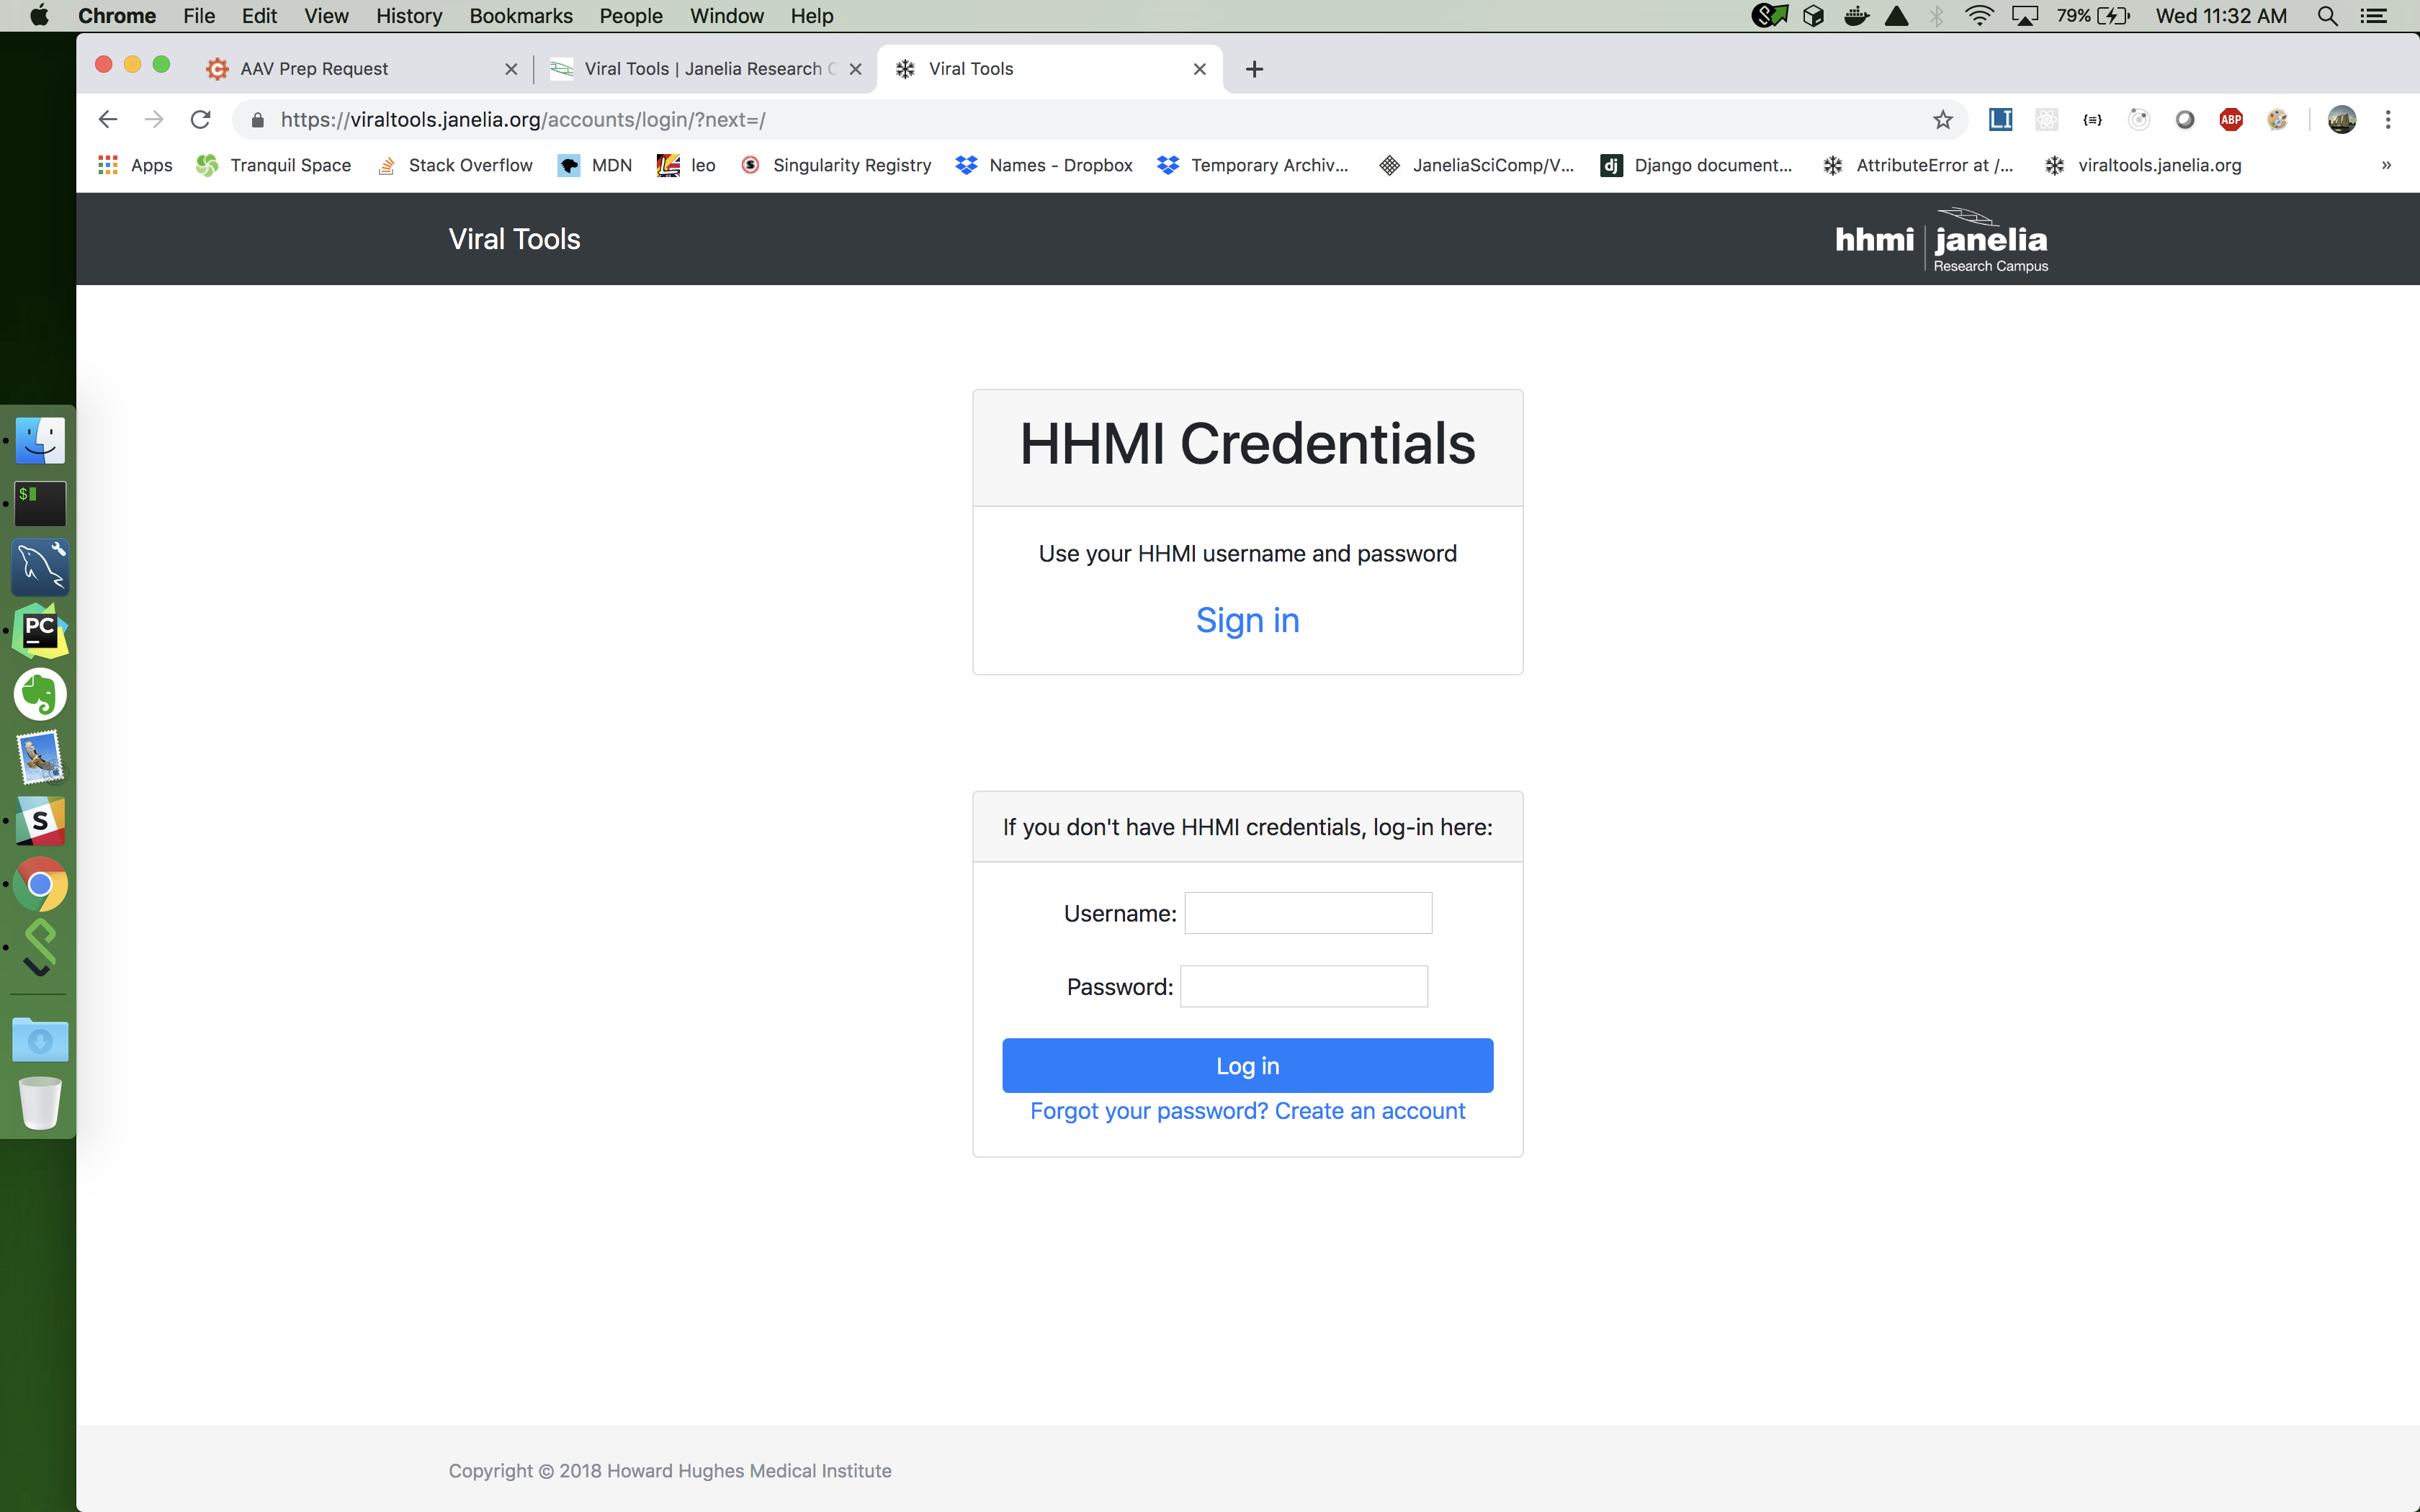 Chrome File Edit View History Bookmarks People Window Help 79% Wed 11:32 AM
AAV Prep Request Viral Tools | Janelia Research Viral Tools
https://viraltools.janelia.org/accounts/login/?next=/ LI {≡} ABP
Apps Tranquil Space Stack Overflow MDN leo Singularity Registry Names - Dropbox Temporary Archiv... JaneliaSciComp/V... dj Django document... AttributeError at /... viraltools.janelia.org »
Viral Tools
hhmi janelia
Research Campus
HHMI Credentials
Use your HHMI username and password
Sign in
If you don't have HHMI credentials, log-in here:
Username:
Password:
Log in
Forgot your password? Create an account
Copyright © 2018 Howard Hughes Medical Institute
$
PC
S